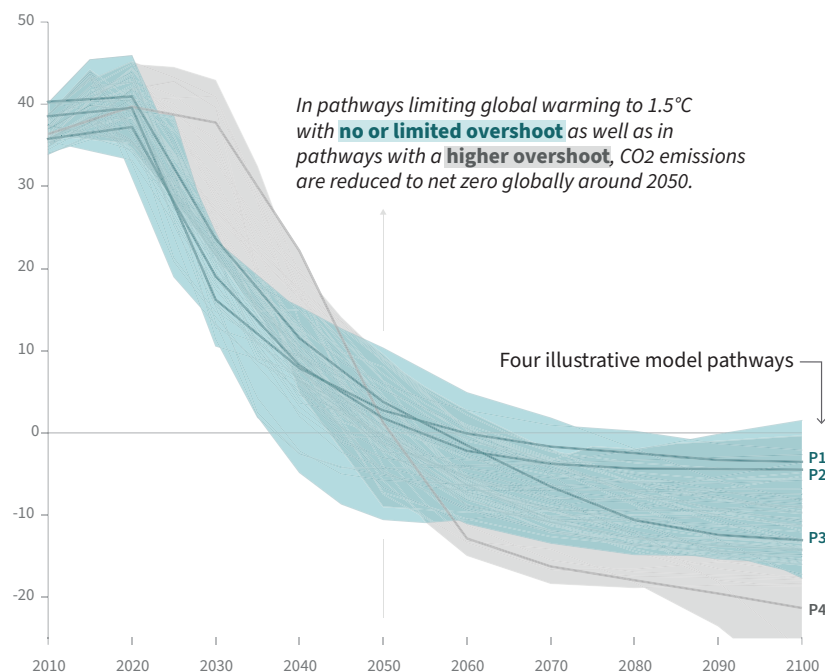 50
40
30
20
10
0
-10
-20
In pathways limiting global warming to 1.5°C
with no or limited overshoot as well as in
pathways with a higher overshoot, CO2 emissions
are reduced to net zero globally around 2050.
Four illustrative model pathways
P1
P2
P3
P4
2010 2020 2030 2040 2050 2060 2070 2080 2090 2100